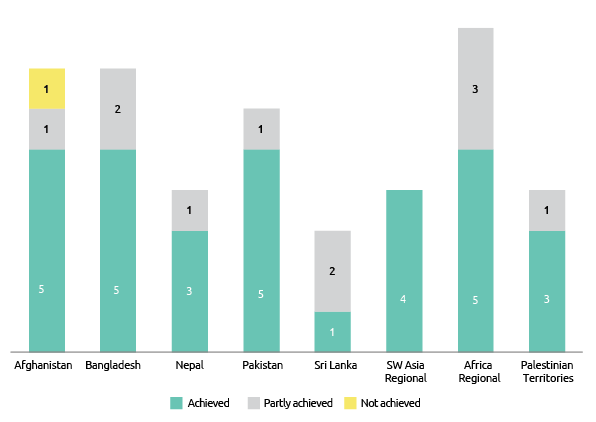 3
1
2
1
1
1
1
2
5
5
3
5
1
4
5
3
Afghanistan
Bangladesh
Nepal
Pakistan
Sri Lanka
SW Asia
Regional
Africa
Regional
Palestinian
Territories
Achieved
Partly achieved
Not achieved